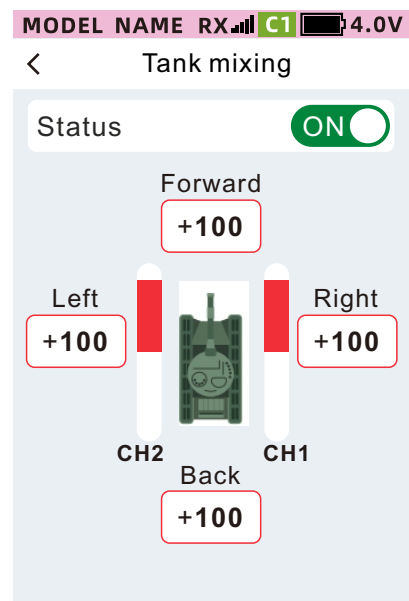 MODEL NAME RX C1 4.0V
< Tank mixing
Status ON
Forward
+100
Left Right
+100 +100
CH2 CH1
Back
+100